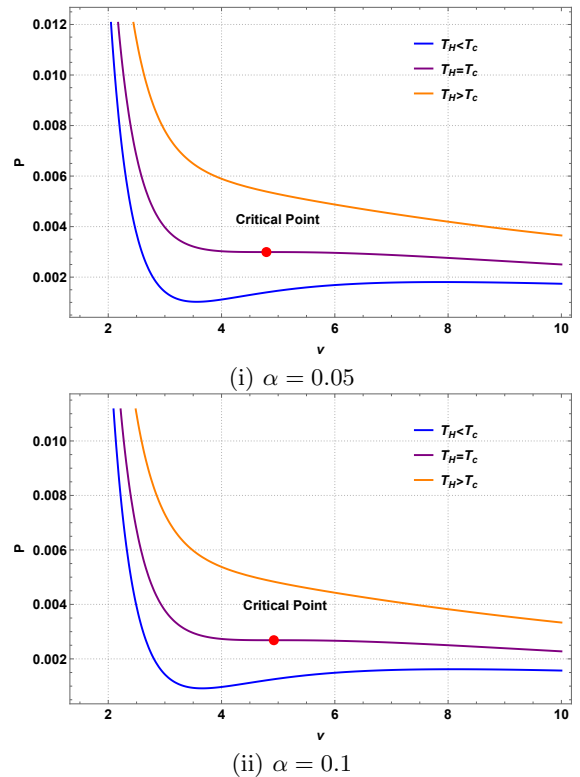 0.012
0.010
0.008
0.006
0.004
0.002
P
T_H<T_c
T_H=T_c
T_H>T_c
Critical Point
2 4 6 8 10
v
(i) α = 0.05
0.010
0.008
0.006
0.004
0.002
P
T_H<T_c
T_H=T_c
T_H>T_c
Critical Point
2 4 6 8 10
v
(ii) α = 0.1